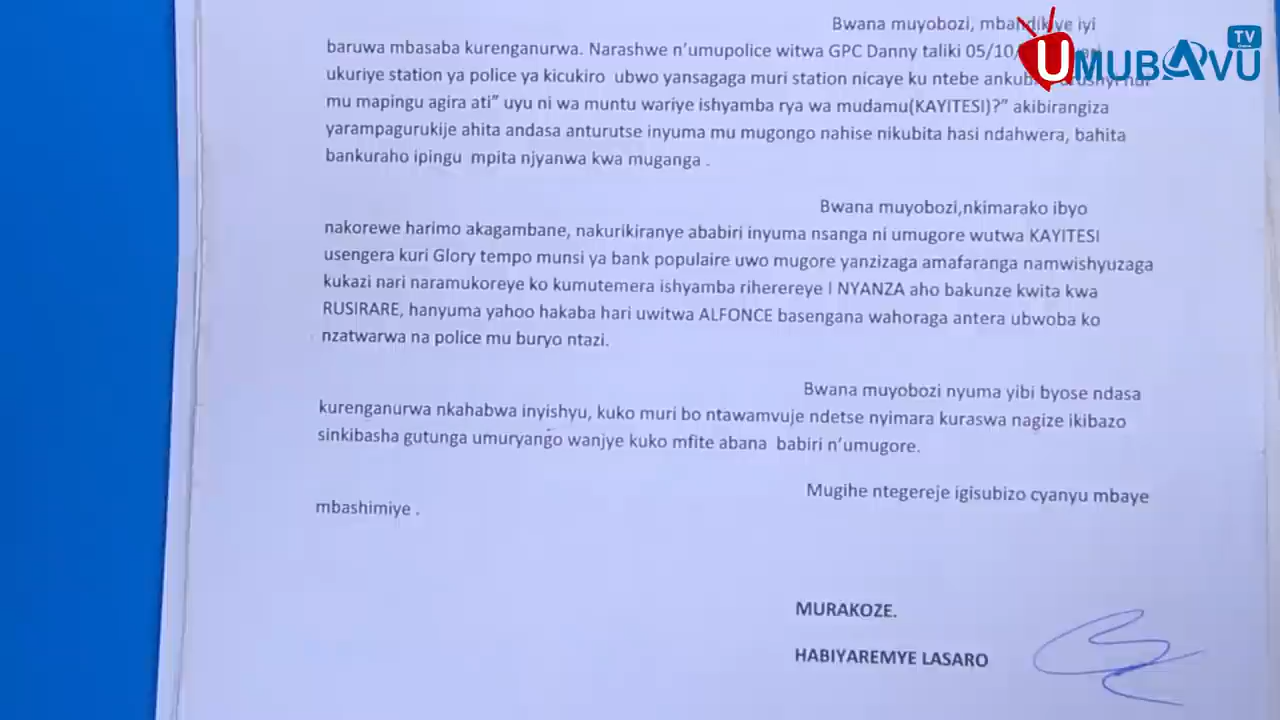 Bwana muyobozi, mbandikiye iyi
baruwa mbasaba kurenganurwa. Narashwe n'umupolice witwa GPC Danny taliki 05/10/
ukuriye station ya police ya kicukiro ubwo yansagaga muri station nicaye ku ntebe
mu mapingu agira ati" uyu ni wa muntu wariye ishyamba rya wa mudamu(KAYITESI)?" akibirangiza
yarampagurukije ahita andasa anturutse inyuma mu mugongo nahise nikubita hasi ndahwera, bahita
bankuraho ipingu mpita njyanwa kwa muganga .
Bwana muyobozi,nkimarako ibyo
nakorewe harimo akagambane, nakurikiranye ababiri inyuma nsanga ni umugore wutwa KAYITESI
usengera kuri Glory tempo munsi ya bank populaire uwo mugore yanzizaga amafaranga namwishyuzaga
kukazi nari naramukoreye ko kumutemera ishyamba riherereye I NYANZA aho bakunze kwita kwa
RUSIRARE, hanyuma yahoo hakaba hari uwitwa ALFONCE basengana wahoraga antera ubwoba ko
nzatwarwa na police mu buryo ntazi.
Bwana muyobozi nyuma yibi byose ndasa
kurenganurwa nkahabwa inyishyu, kuko muri bo ntawamvuje ndetse nyimara kuraswa nagize ikibazo
sinkibasha gutunga umuryango wanjye kuko mfite abana babiri n'umugore.
Mugihe ntegereje igisubizo cyanyu mbaye
mbashimiye .
MURAKOZE.
HABIYAREMYE LASARO
UMUBAVU TV